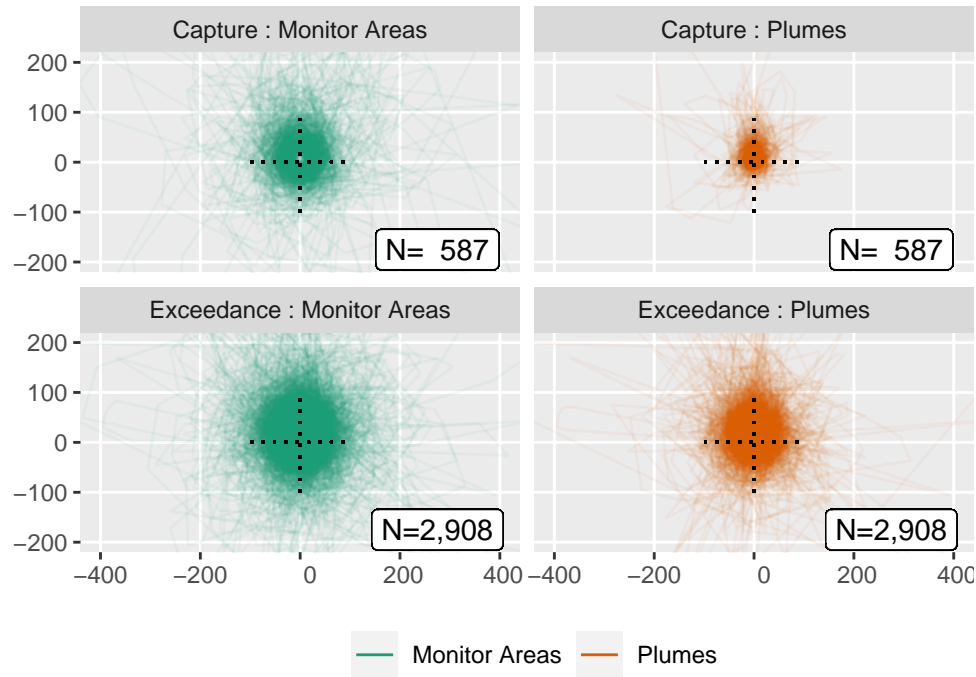 Capture : Monitor Areas
Capture : Plumes
200
100
0
−100
−200
N= 587
N= 587
Exceedance : Monitor Areas
Exceedance : Plumes
200
100
0
−100
−200
N=2,908
N=2,908
−400 −200 0 200 400
−400 −200 0 200 400
Monitor Areas Plumes